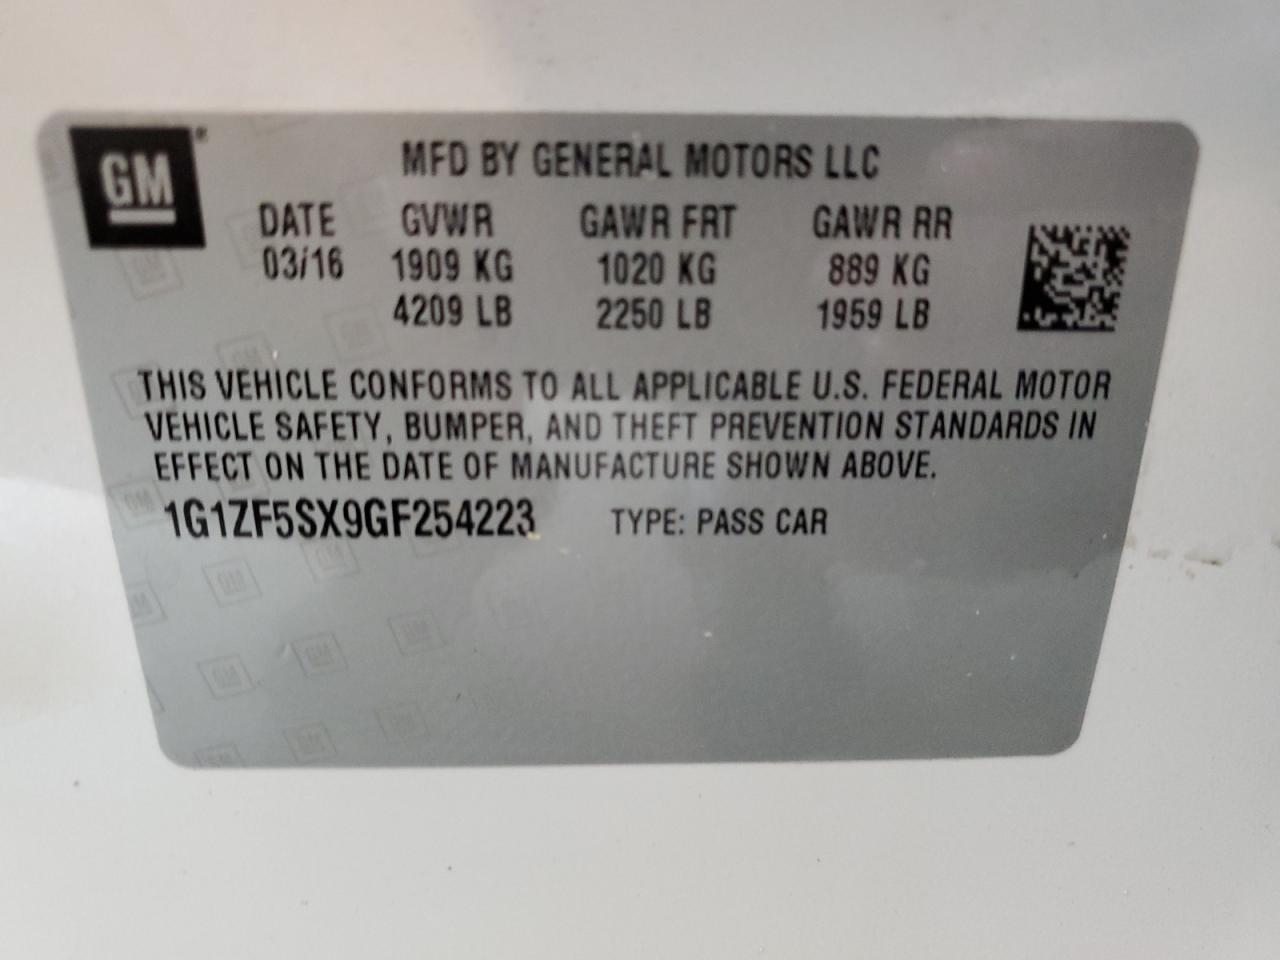 GM
MFD BY GENERAL MOTORS LLC
DATE GVWR GAWR FRT GAWR RR
03/16 1909 KG 1020 KG 889 KG
4209 LB 2250 LB 1959 LB
THIS VEHICLE CONFORMS TO ALL APPLICABLE U.S. FEDERAL MOTOR
VEHICLE SAFETY, BUMPER, AND THEFT PREVENTION STANDARDS IN
EFFECT ON THE DATE OF MANUFACTURE SHOWN ABOVE.
1G1ZF5SX9GF254223 TYPE: PASS CAR